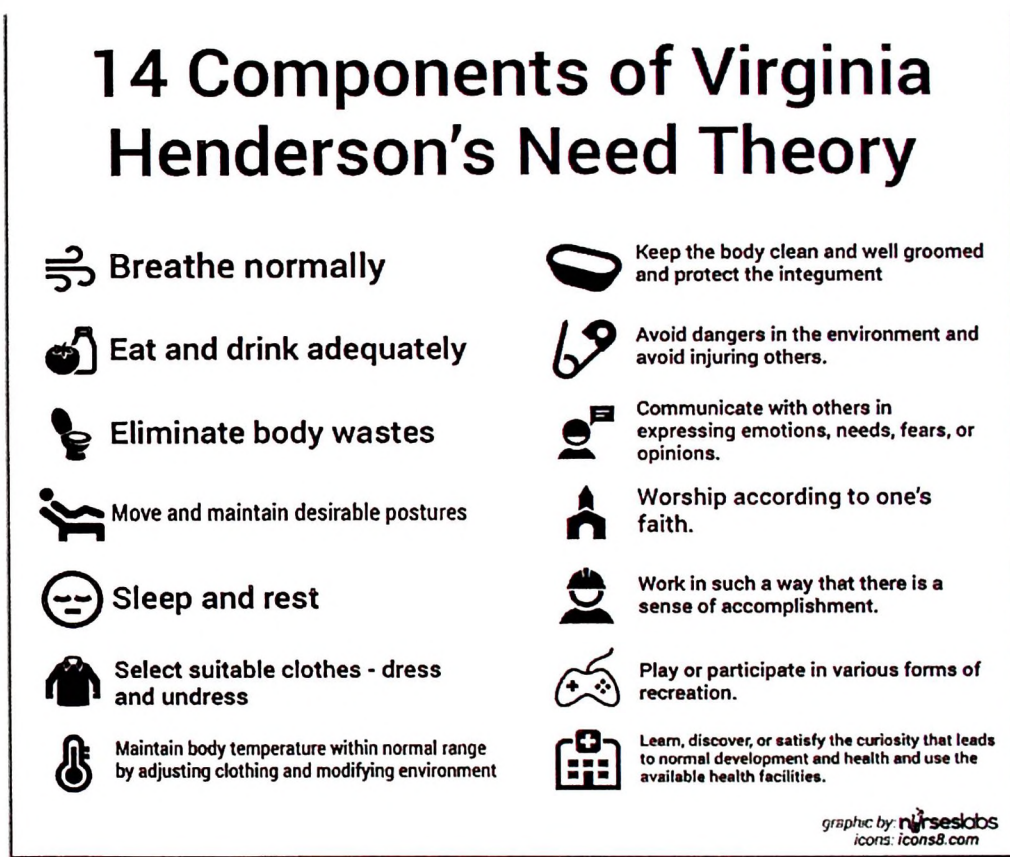 14 Components of Virginia
Henderson's Need Theory
Breathe normally
Eat and drink adequately
Eliminate body wastes
Move and maintain desirable postures
Sleep and rest
Select suitable clothes - dress
and undress
Maintain body temperature within normal range
by adjusting clothing and modifying environment
Keep the body clean and well groomed
and protect the integument
Avoid dangers in the environment and
avoid injuring others.
Communicate with others in
expressing emotions, needs, fears, or
opinions.
Worship according to one's
faith.
Work in such a way that there is a
sense of accomplishment.
Play or participate in various forms of
recreation.
Learn, discover, or satisfy the curiosity that leads
to normal development and health and use the
available health facilities.
graphic by: nurseslabs
icons: icons8.com